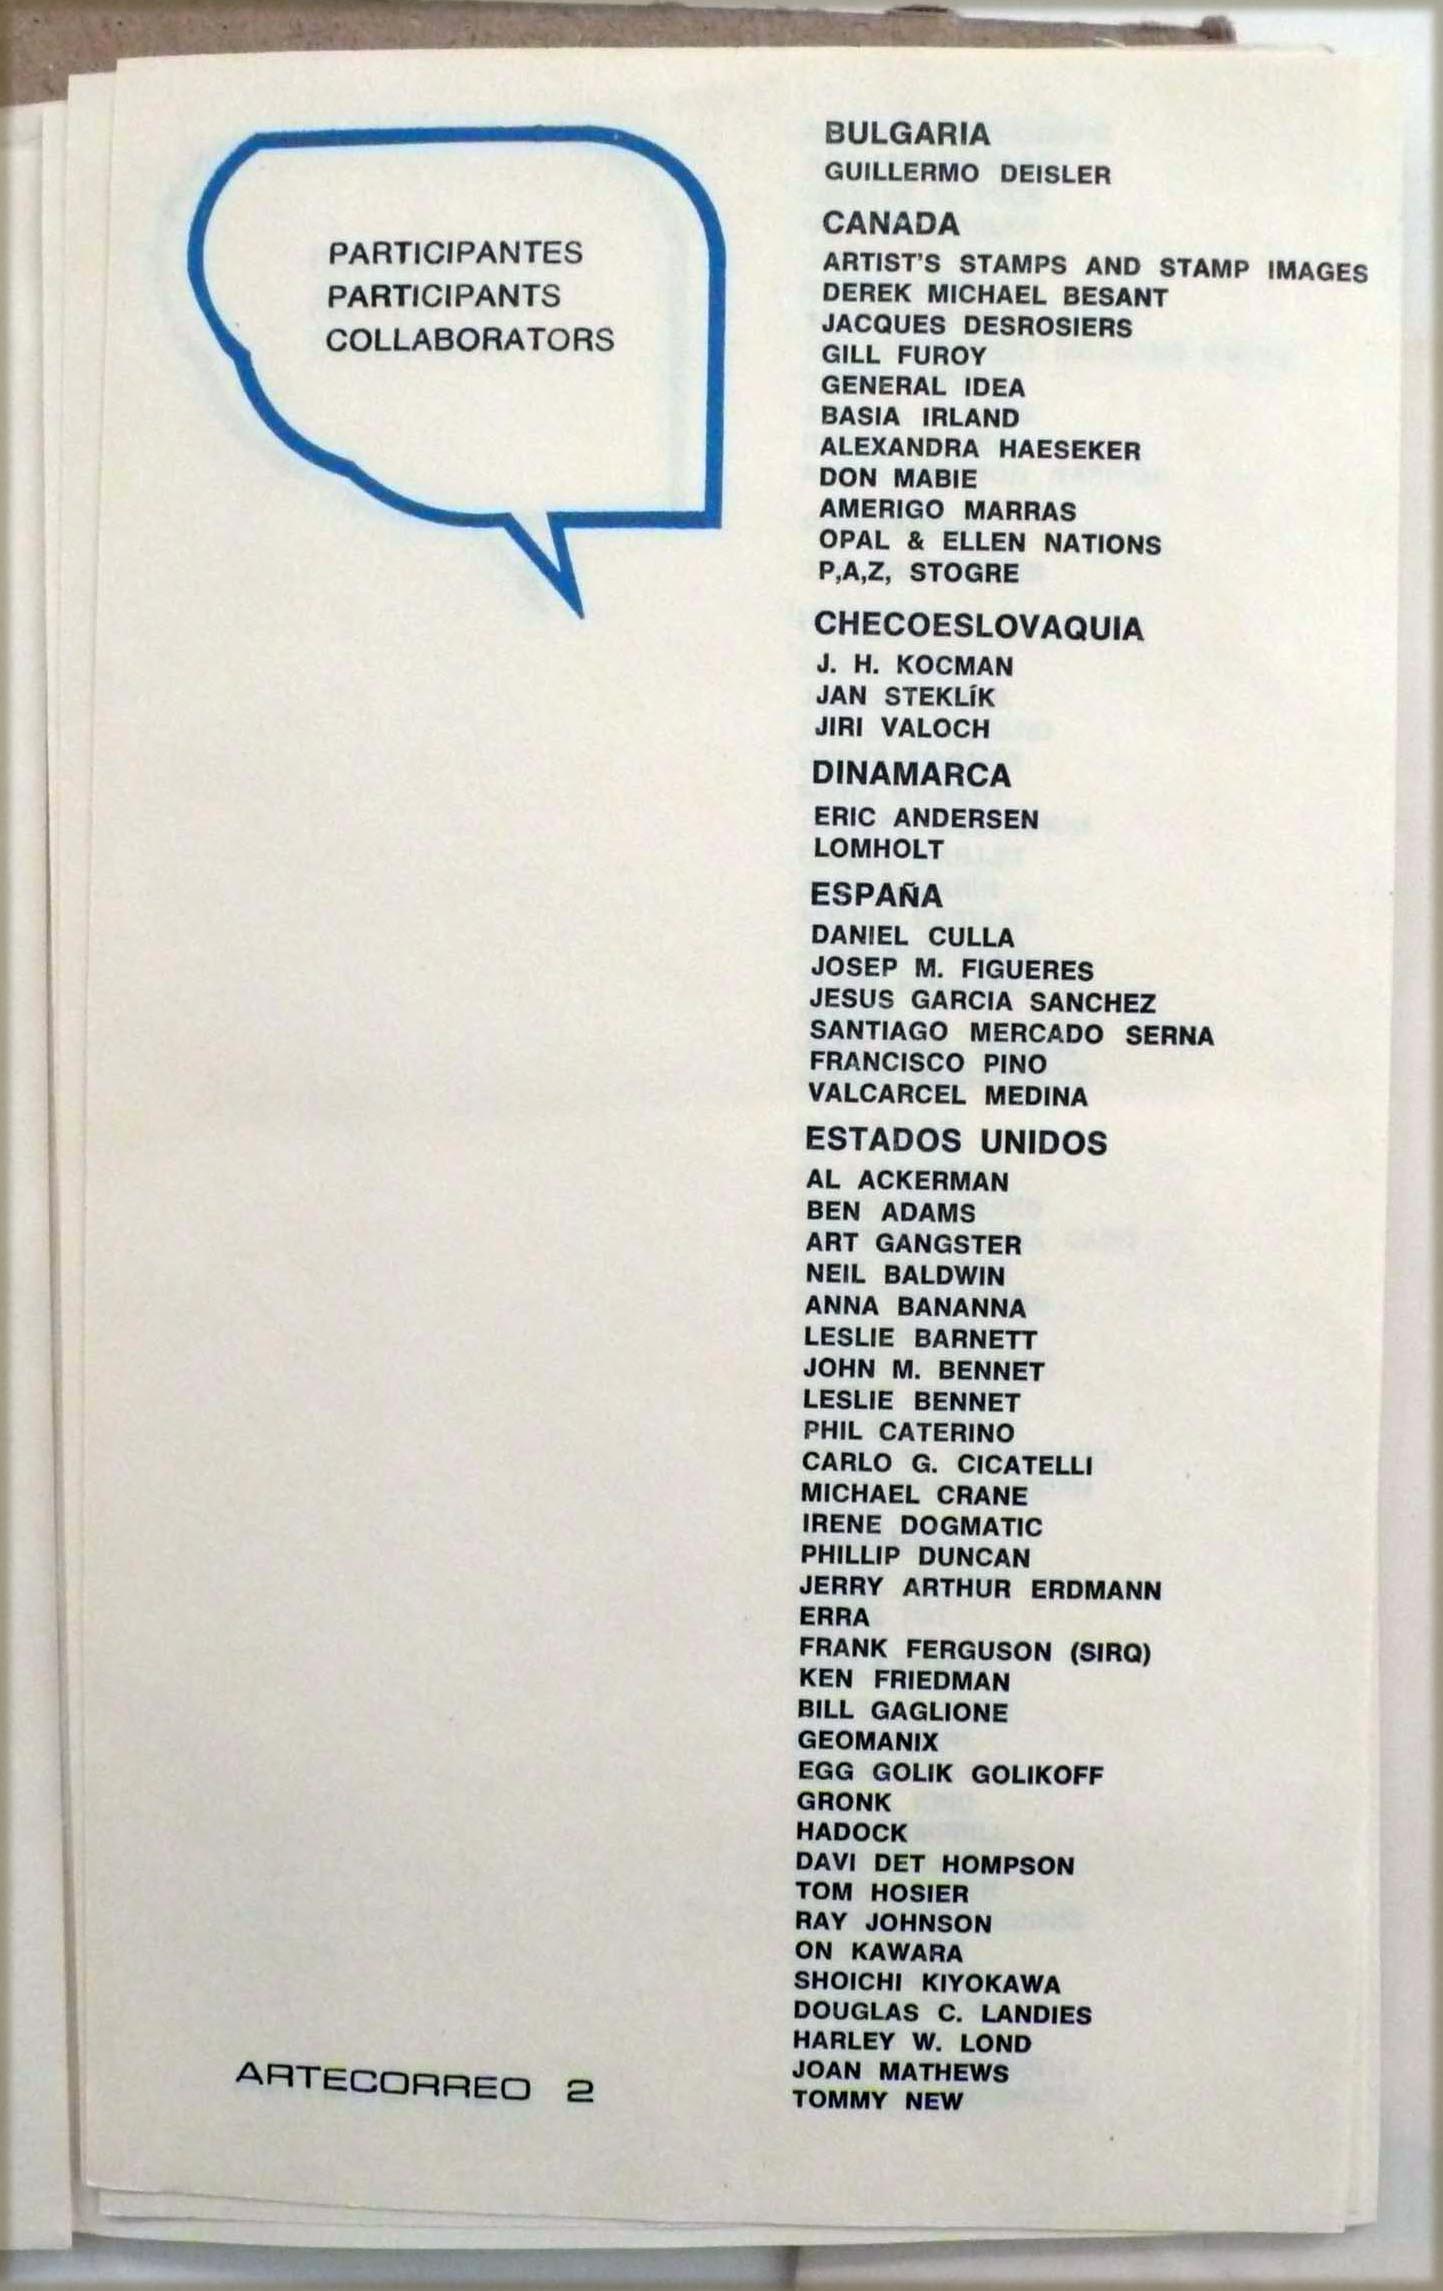 PARTICIPANTES
PARTICIPANTS
COLLABORATORS
BULGARIA
GUILLERMO DEISLER
CANADA
ARTIST'S STAMPS AND STAMP IMAGES
DEREK MICHAEL BESANT
JACQUES DESROSIERS
GILL FUROY
GENERAL IDEA
BASIA IRLAND
ALEXANDRA HAESEKER
DON MABIE
AMERIGO MARRAS
OPAL & ELLEN NATIONS
P,A,Z, STOGRE
CHECOESLOVAQUIA
J. H. KOCMAN
JAN STEKLíK
JIRI VALOCH
DINAMARCA
ERIC ANDERSEN
LOMHOLT
ESPAÑA
DANIEL CULLA
JOSEP M. FIGUERES
JESUS GARCIA SANCHEZ
SANTIAGO MERCADO SERNA
FRANCISCO PINO
VALCARCEL MEDINA
ESTADOS UNIDOS
AL ACKERMAN
BEN ADAMS
ART GANGSTER
NEIL BALDWIN
ANNA BANANNA
LESLIE BARNETT
JOHN M. BENNET
LESLIE BENNET
PHIL CATERINO
CARLO G. CICATELLI
MICHAEL CRANE
IRENE DOGMATIC
PHILLIP DUNCAN
JERRY ARTHUR ERDMANN
ERRA
FRANK FERGUSON (SIRQ)
KEN FRIEDMAN
BILL GAGLIONE
GEOMANIX
EGG GOLIK GOLIKOFF
GRONK
HADOCK
DAVI DET HOMPSON
TOM HOSIER
RAY JOHNSON
ON KAWARA
SHOICHI KIYOKAWA
DOUGLAS C. LANDIES
HARLEY W. LOND
JOAN MATHEWS
TOMMY NEW
ARTECORREO 2